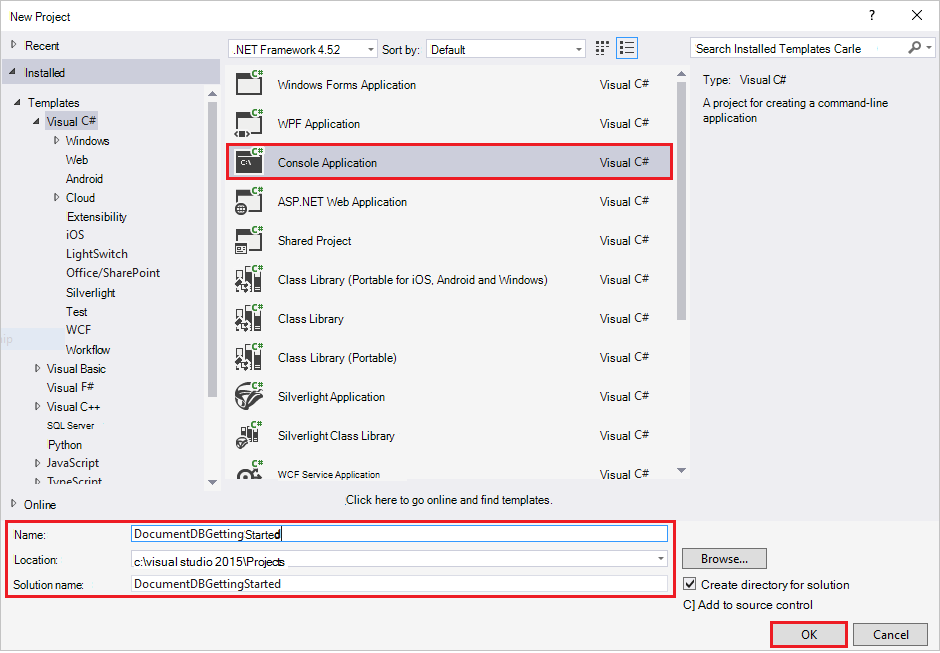 New Project
?
Recent
.NET Framework 4.5.2
Sort by:
Default
Search Installed Templates Carle
Installed
Templates
Visual C#
Windows
Web
Android
Cloud
Extensibility
iOS
LightSwitch
Office/SharePoint
Silverlight
Test
WCF
Workflow
Visual Basic
Visual F#
Visual C++
SQL Server
Python
JavaScript
TypeScript
Online
Windows Forms Application Visual C#
WPF Application Visual C#
Console Application Visual C#
ASP.NET Web Application Visual C#
Shared Project Visual C#
Class Library (Portable for iOS, Android and Windows) Visual C#
Class Library Visual C#
Class Library (Portable) Visual C#
Silverlight Application Visual C#
Silverlight Class Library Visual C#
WCF Service Application Visual C#
Click here to go online and find templates.
Type: Visual C#
A project for creating a command-line
application
Name: DocumentDBGetting Started
Location: c:\visual studio 2015\Projects
Solution name: DocumentDBGettingStarted
Browse...
Create directory for solution
C] Add to source control
OK
Cancel